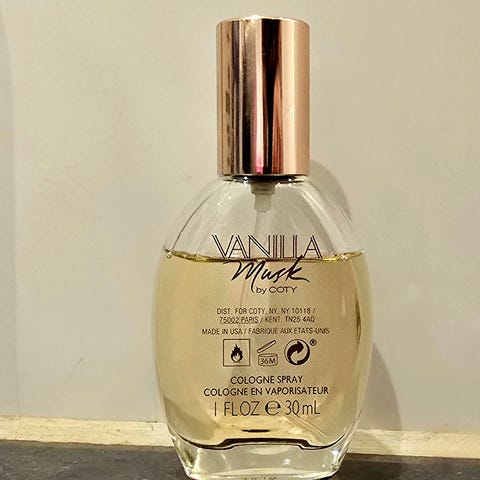 VANILLA
Musk
by COTY
DIST. FOR COTY, NY, NY 10118 /
75002 PARIS / KENT. TN25 4AQ
MADE IN USA / FABRIQUE AUX ETATS-UNIS
36M
®
COLOGNE SPRAY
COLOGNE EN VAPORISATEUR
1 FL OZ ℮ 30 mL